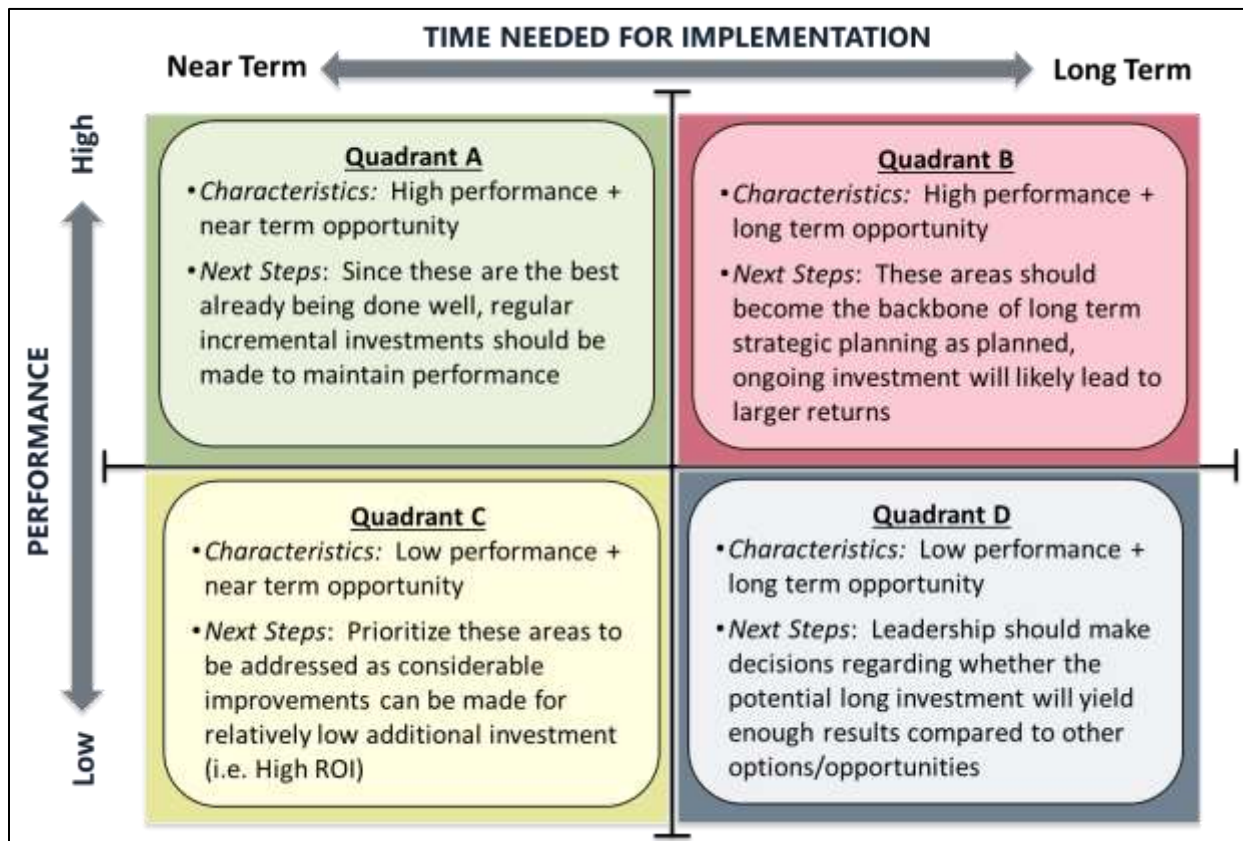 TIME NEEDED FOR IMPLEMENTATION
Near Term
Long Term
PERFORMANCE
High
Low
Quadrant A
•Characteristics: High performance +
near term opportunity
•Next Steps: Since these are the best
already being done well, regular
incremental investments should be
made to maintain performance
Quadrant B
•Characteristics: High performance +
long term opportunity
•Next Steps: These areas should
become the backbone of long term
strategic planning as planned,
ongoing investment will likely lead to
larger returns
Quadrant C
•Characteristics: Low performance +
near term opportunity
•Next Steps: Prioritize these areas to
be addressed as considerable
improvements can be made for
relatively low additional investment
(i.e. High ROI)
Quadrant D
•Characteristics: Low performance +
long term opportunity
•Next Steps: Leadership should make
decisions regarding whether the
potential long investment will yield
enough results compared to other
options/opportunities